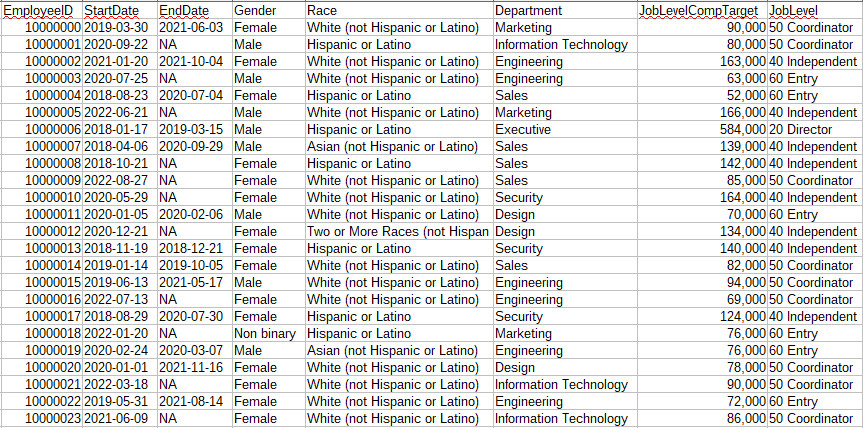 EmployeeID StartDate EndDate Gender Race Department JobLevelCompTarget JobLevel
10000000 2019-03-30 2021-06-03 Female White (not Hispanic or Latino) Marketing 90,000 50 Coordinator
10000001 2020-09-22 NA Male Hispanic or Latino Information Technology 80,000 50 Coordinator
10000002 2021-01-20 2021-10-04 Female White (not Hispanic or Latino) Engineering 163,000 40 Independent
10000003 2020-07-25 NA Male White (not Hispanic or Latino) Engineering 63,000 60 Entry
10000004 2018-08-23 2020-07-04 Female Hispanic or Latino Sales 52,000 60 Entry
10000005 2022-06-21 NA Male White (not Hispanic or Latino) Marketing 166,000 40 Independent
10000006 2018-01-17 2019-03-15 Male Hispanic or Latino Executive 584,000 20 Director
10000007 2018-04-06 2020-09-29 Male Asian (not Hispanic or Latino) Sales 139,000 40 Independent
10000008 2018-10-21 NA Female Hispanic or Latino Sales 142,000 40 Independent
10000009 2022-08-27 NA Female White (not Hispanic or Latino) Sales 85,000 50 Coordinator
10000010 2020-05-29 NA Female White (not Hispanic or Latino) Security 164,000 40 Independent
10000011 2020-01-05 2020-02-06 Male White (not Hispanic or Latino) Design 70,000 60 Entry
10000012 2020-12-21 NA Female Two or More Races (not Hispan Design 134,000 40 Independent
10000013 2018-11-19 2018-12-21 Female Hispanic or Latino Security 140,000 40 Independent
10000014 2019-01-14 2019-10-05 Female White (not Hispanic or Latino) Sales 82,000 50 Coordinator
10000015 2019-06-13 2021-05-17 Male White (not Hispanic or Latino) Engineering 94,000 50 Coordinator
10000016 2022-07-13 NA Female White (not Hispanic or Latino) Engineering 69,000 50 Coordinator
10000017 2018-08-29 2020-07-30 Female Hispanic or Latino Security 124,000 40 Independent
10000018 2022-01-20 NA Non binary Hispanic or Latino Marketing 76,000 60 Entry
10000019 2020-02-24 2020-03-07 Male Asian (not Hispanic or Latino) Engineering 76,000 60 Entry
10000020 2020-01-01 2021-11-16 Female White (not Hispanic or Latino) Design 78,000 50 Coordinator
10000021 2022-03-18 NA Female White (not Hispanic or Latino) Information Technology 90,000 50 Coordinator
10000022 2019-05-31 2021-08-14 Female White (not Hispanic or Latino) Engineering 72,000 60 Entry
10000023 2021-06-09 NA Female White (not Hispanic or Latino) Information Technology 86,000 50 Coordinator